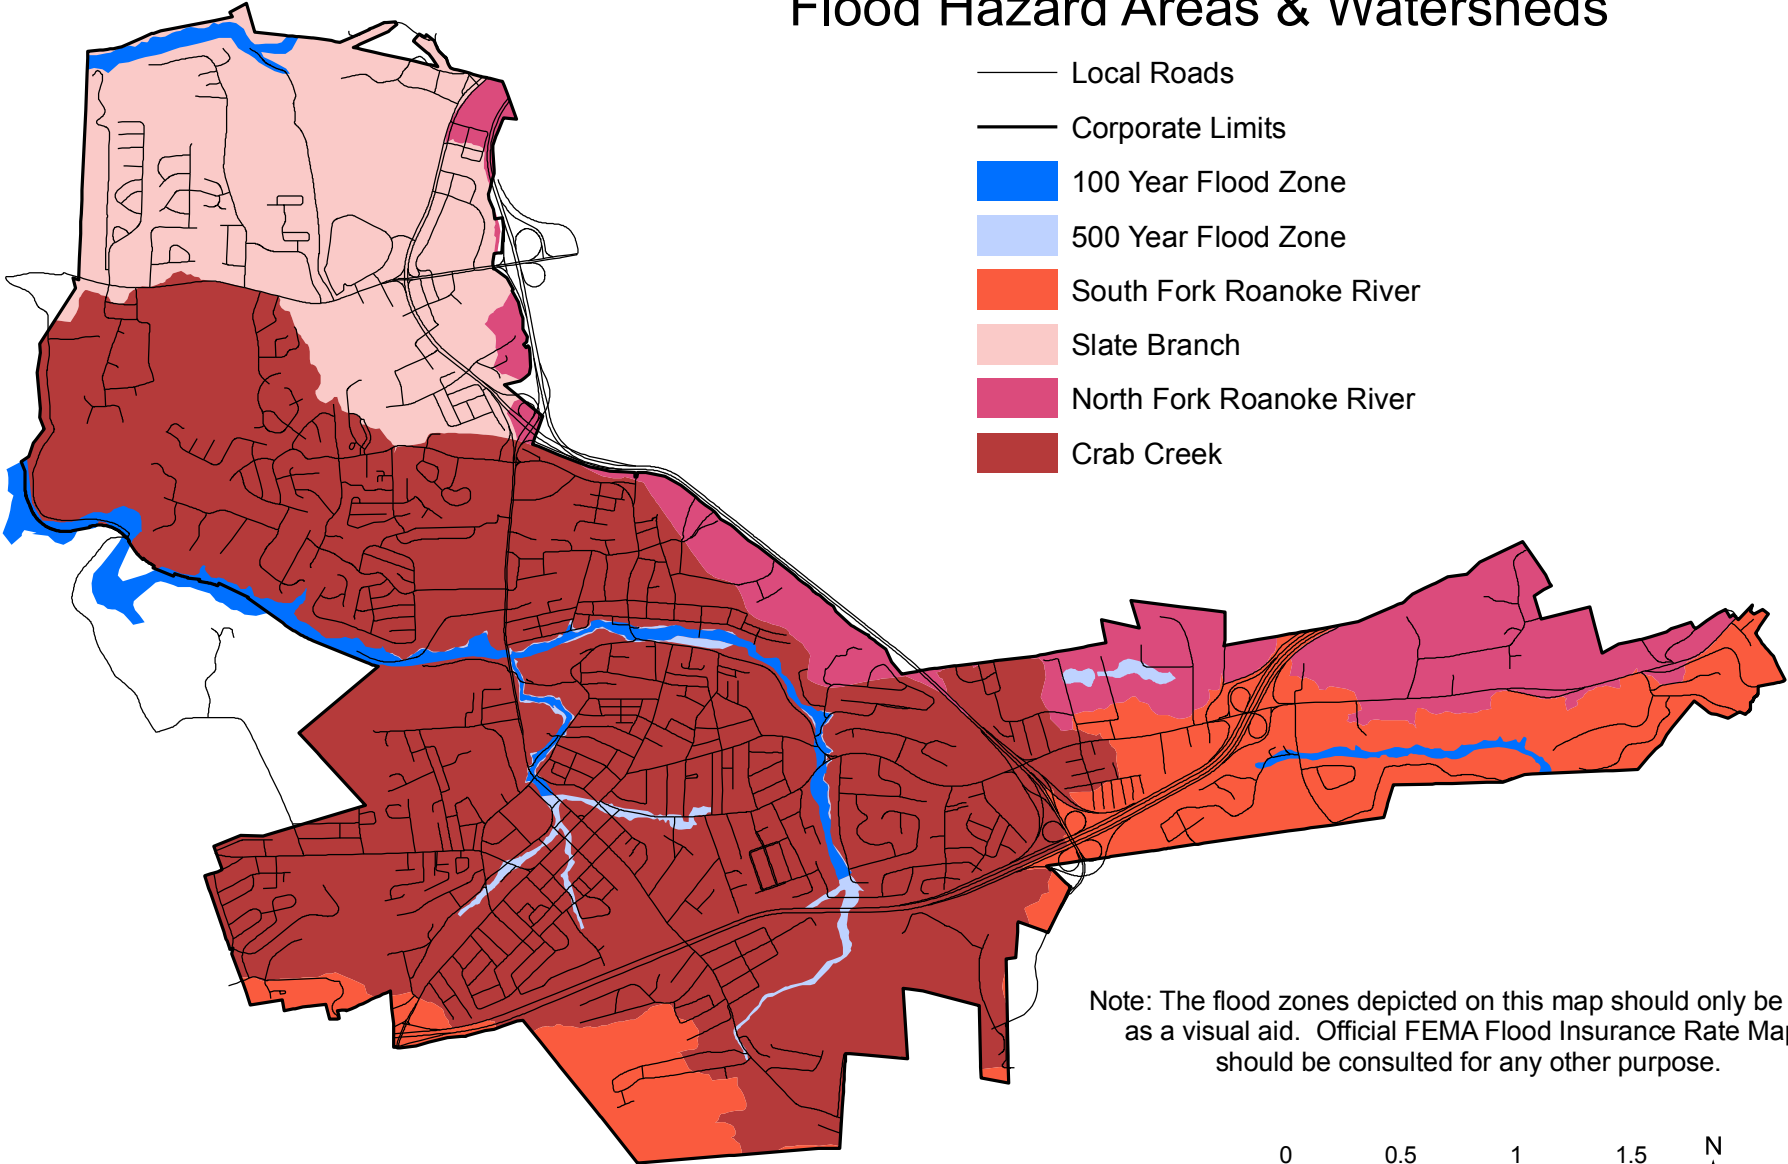 Flood Hazard Areas & Watersheds
Local Roads
Corporate Limits
100 Year Flood Zone
500 Year Flood Zone
South Fork Roanoke River
Slate Branch
North Fork Roanoke River
Crab Creek
Note: The flood zones depicted on this map should only be
as a visual aid. Official FEMA Flood Insurance Rate Map
should be consulted for any other purpose.
0 0.5 1 1.5 N